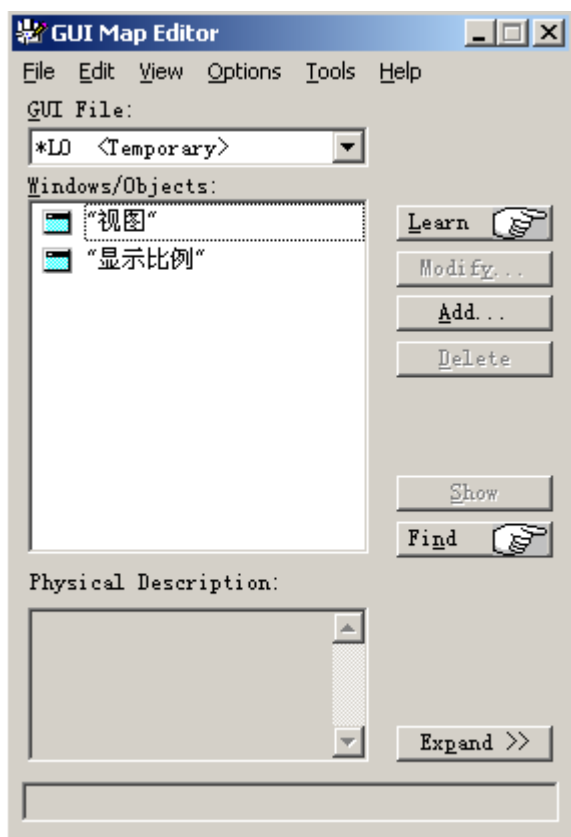 GUI Map Editor
File Edit View Options Tools Help
GUI File:
*L0 <Temporary>
Windows/Objects:
"视图"
"显示比例"
Learn
Modify...
Add...
Delete
Show
Find
Physical Description:
Expand >>